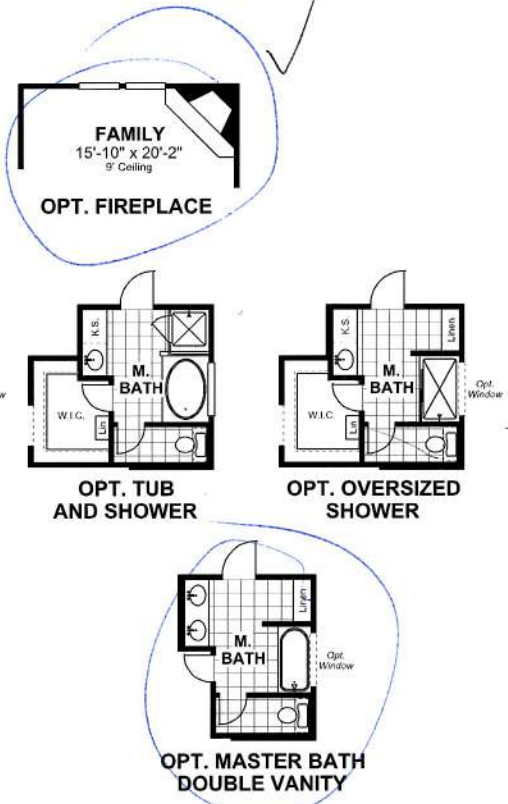 FAMILY
15'-10" x 20'-2"
9' Ceiling
OPT. FIREPLACE
K.S.
M.
BATH
W.I.C.
Lin
OPT. TUB
AND SHOWER
K.S.
Linen
M.
BATH
Opt.
Window
W.I.C.
Lin
OPT. OVERSIZED
SHOWER
Linen
M.
BATH
Opt.
Window
OPT. MASTER BATH
DOUBLE VANITY